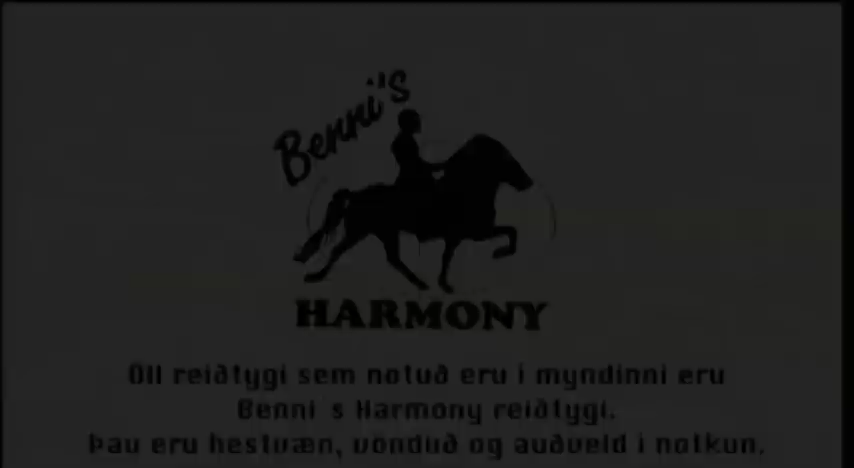 Benni's
HARMONY
Öll reiðtygi sem notuð eru í myndinni eru
Benni´s Harmony reiðtygi.
Þau eru hestvæn, vönduð og auðveld í notkun.